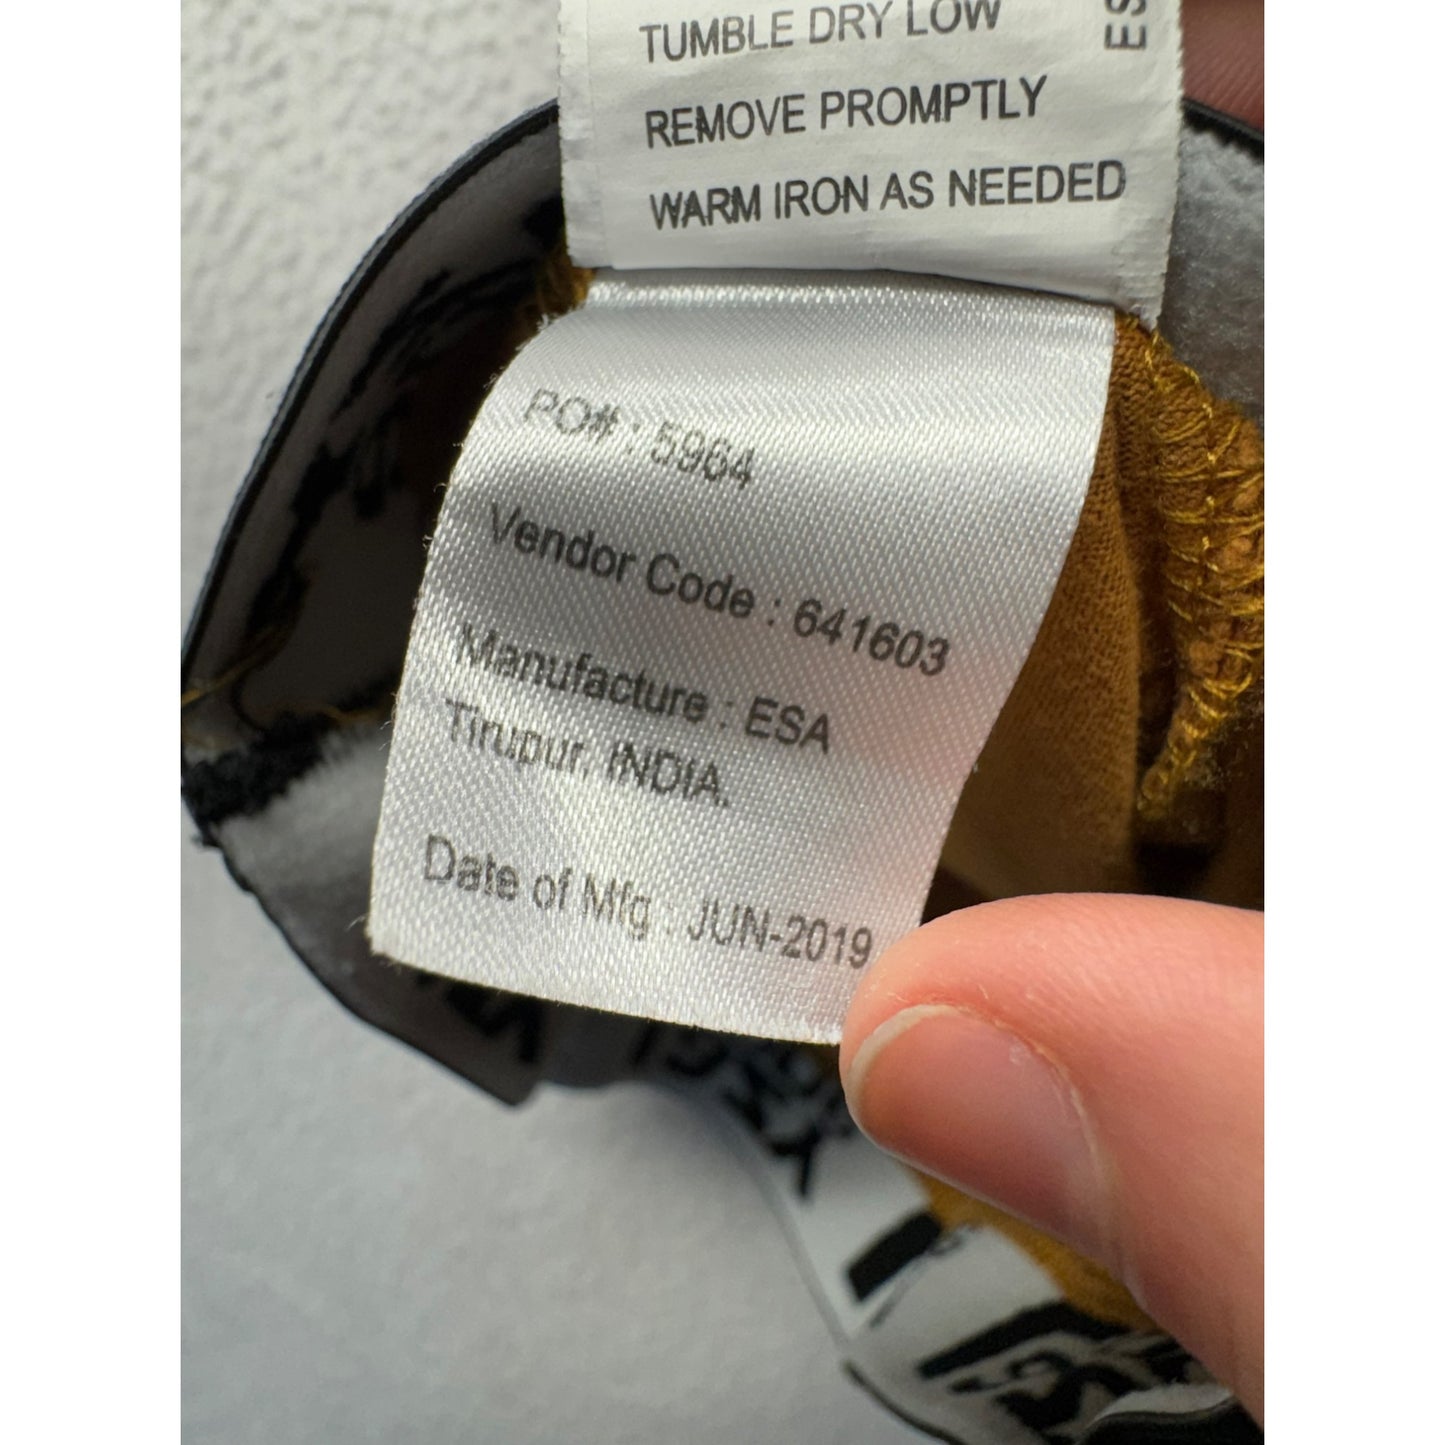 TUMBLE DRY LOW
REMOVE PROMPTLY
WARM IRON AS NEEDED
ES
PO# : 5964
Vendor Code : 641603
Manufacture : ESA
Tirupur, INDIA.
Date of Mfg : JUN-2019